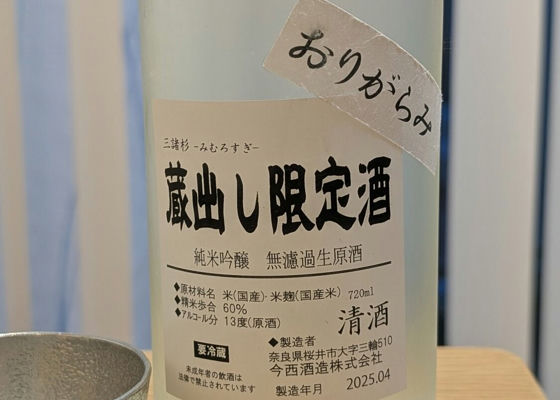 おりがらみ
三諸杉 -みむろすぎ-
蔵出し限定酒
純米吟醸 無濾過生原酒
◆原材料名 米(国産)・米麹(国産米)
720ml
◆精米歩合 60%
◆アルコール分 13度(原酒)
清酒
要冷蔵
未成年者の飲酒は
法律で禁止されています
◆製造者
奈良県桜井市大字三輪510
今西酒造株式会社
製造年月 2025.04